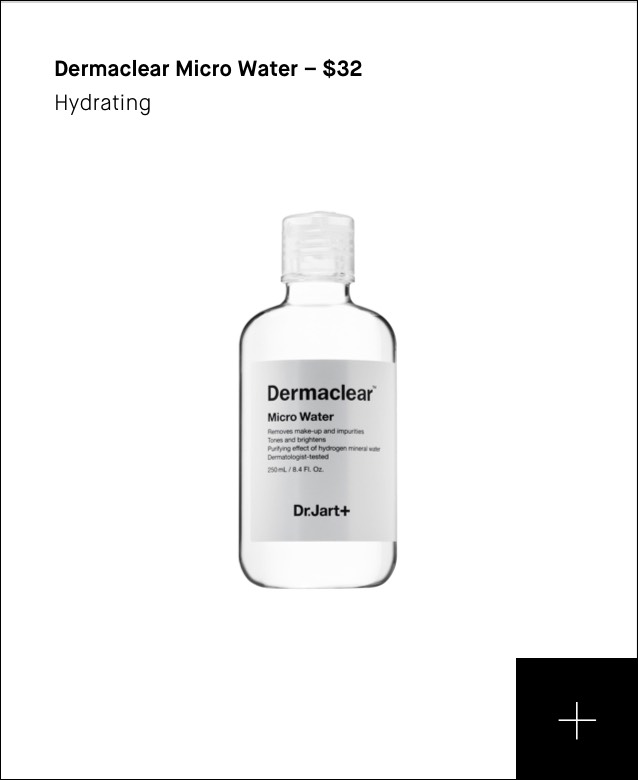 Dermaclear Micro Water – $32
Hydrating
Dermaclear™
Micro Water
Removes make-up and impurities
Tones and brightens
Purifying effect of hydrogen mineral water
Dermatologist-tested
250mL / 8.4 Fl. Oz.
Dr.Jart+